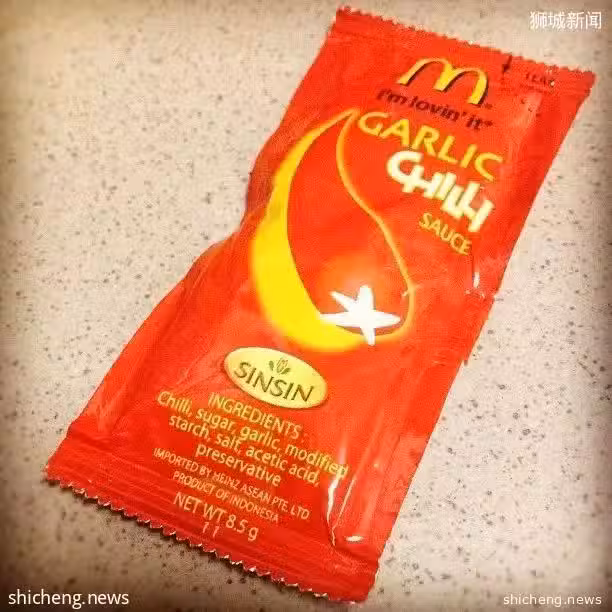 狮城新闻
TEAR
M
I'm lovin' it
GARLIC
CHILLI
SAUCE
SINSIN
INGREDIENTS :
Chilli, sugar, garlic, modified
starch, salt, acetic acid,
preservative
IMPORTED BY HEINZ ASEAN PTE. LTD
PRODUCT OF INDONESIA
NET WT 8.5 g
shicheng.news
shicheng.news